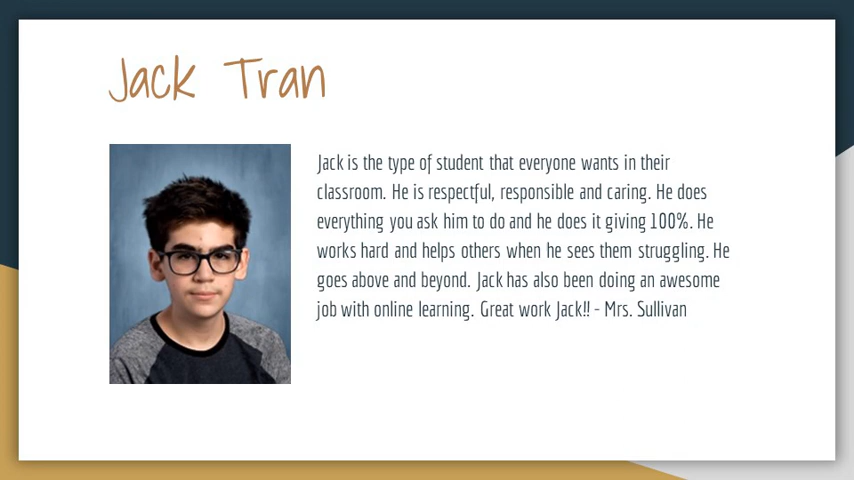 Jack Tran
Jack is the type of student that everyone wants in their
classroom. He is respectful, responsible and caring. He does
everything you ask him to do and he does it giving 100%. He
works hard and helps others when he sees them struggling. He
goes above and beyond. Jack has also been doing an awesome
job with online learning. Great work Jack!! - Mrs. Sullivan